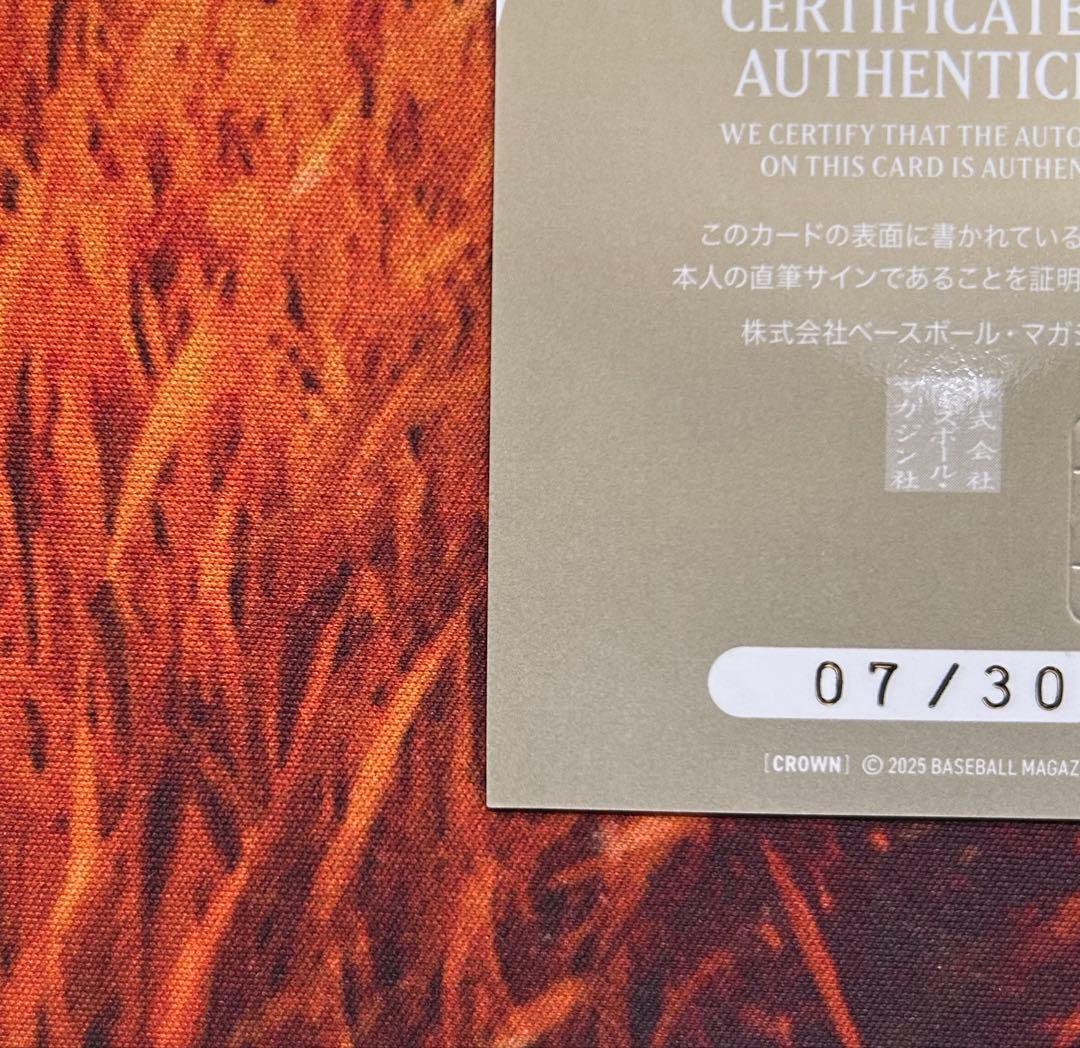 CERTIFICATE
AUTHENTICI
WE CERTIFY THAT THE AUTO
ON THIS CARD IS AUTHEN
このカードの表面に書かれている
本人の直筆サインであることを証明
株式会社ベースボール・マガジ
株式会社
ベースボール・
マガジン社
07/30
[CROWN] © 2025 BASEBALL MAGAZ